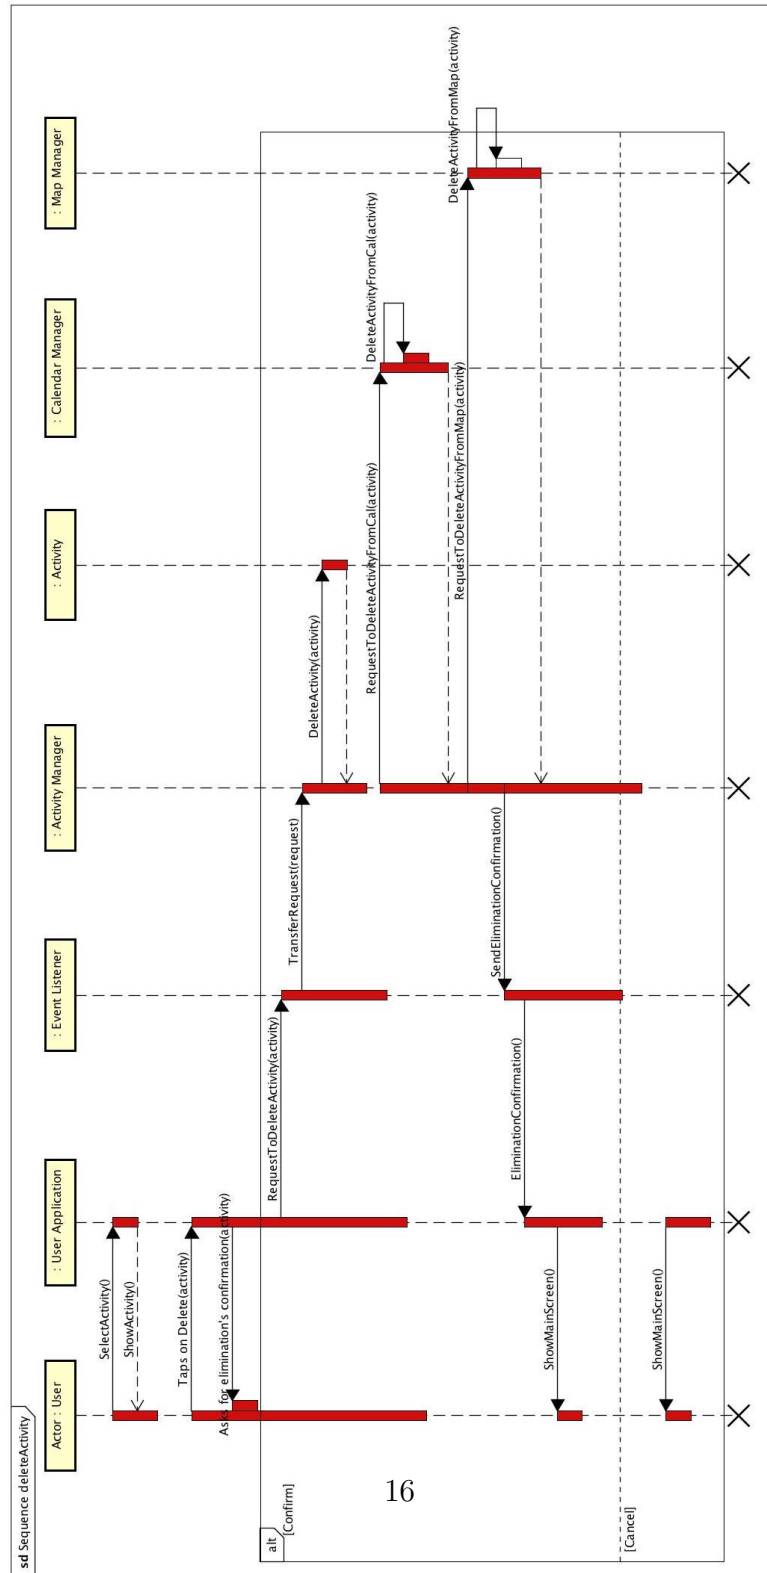 sd Sequence deleteActivity
Actor : User
: User Application
: Event Listener
: Activity Manager
: Activity
: Calendar Manager
: Map Manager
SelectActivity()
ShowActivity()
Taps on Delete(activity)
Asks for elimination's confirmation(activity)
alt
[Confirm]
RequestToDeleteActivity(activity)
TransferRequest(request)
DeleteActivity(activity)
RequestToDeleteActivityFromCal(activity)
DeleteActivityFromCal(activity)
RequestToDeleteActivityFromMap(activity)
DeleteActivityFromMap(activity)
SendEliminationConfirmation()
EliminationConfirmation()
ShowMainScreen()
[Cancel]
ShowMainScreen()
16